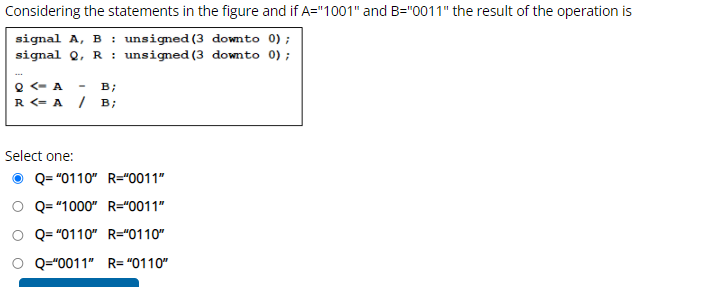 Considering the statements in the figure and if A="1001" and B="0011" the result of the operation is
signal A, B : unsigned(3 downto 0);
signal Q, R : unsigned(3 downto 0);
...
Q <= A - B;
R <= A / B;
Select one:
Q= "0110" R="0011"
Q= "1000" R="0011"
Q= "0110" R="0110"
Q="0011" R= "0110"